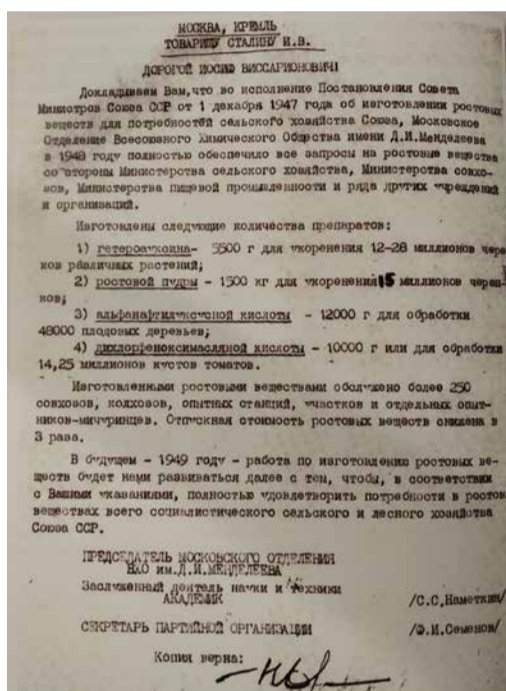 МОСКВА, КРЕМЛЬ
ТОВАРИЩУ СТАЛИНУ И.В.
ДОРОГОЙ ИОСИФ ВИССАРИОНОВИЧ!
Докладываем Вам, что во исполнение Постановления Совета
Министров Союза ССР от 1 декабря 1947 года об изготовлении ростовых
веществ для потребностей сельского хозяйства Союза, Московское
Отделение Всесоюзного Химического Общества имени Д.И.Менделеева
в 1948 году полностью обеспечило все запросы на ростовые вещества
со стороны Министерства сельского хозяйства, Министерства совхо-
зов, Министерства пищевой промышленности и ряда других учреждений
и организаций.
Изготовлены следующие количества препаратов:
1) гетероауксина- 5500 г для укоренения 12-28 миллионов черен
ков различных растений;
2) ростовой пудры - 1500 кг для укоренения 15 миллионов черен-
ков;
3) альфанафтилуксусной кислоты - 12000 г для обработки
48000 плодовых деревьев;
4) дихлорфеноксимасляной кислоты - 10000 г или для обработки
14,25 миллионов кустов томатов.
Изготовленными ростовыми веществами обслужено более 250
совхозов, колхозов, опытных станций, участков и отдельных опыт-
ников-мичуринцев. Отпускная стоимость ростовых веществ снижена в
3 раза.
В будущем - 1949 году - работа по изготовлению ростовых ве-
ществ будет нами развиваться далее с тем, чтобы, в соответствии
с Вашими указаниями, полностью удовлетворить потребности в ростов
веществах всего социалистического сельского и лесного хозяйства
Союза ССР.
ПРЕДСЕДАТЕЛЬ МОСКОВСКОГО ОТДЕЛЕНИЯ
им.Д.И.МЕНДЕЛЕЕВА
Заслуженный деятель науки и техники
АКАДЕМИК /С.С.Наметкин/
СЕКРЕТАРЬ ПАРТИЙНОЙ ОРГАНИЗАЦИИ /Ф.И.Семенов/
Копия верна: